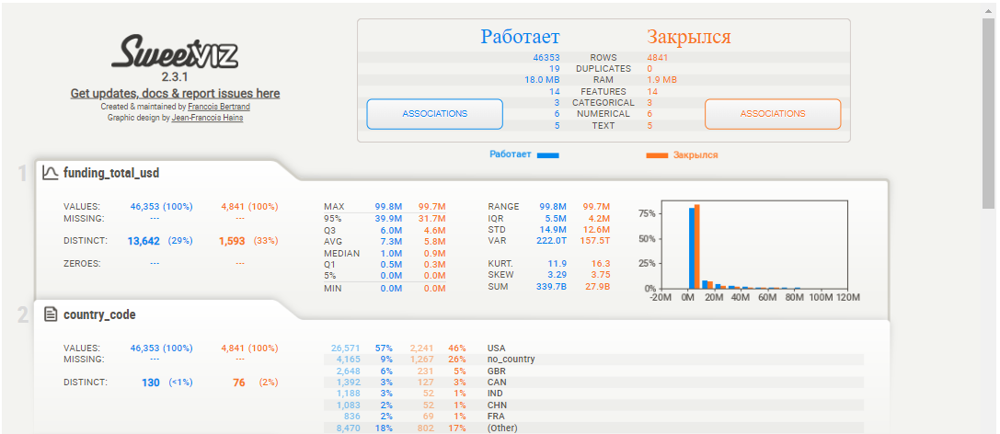 SweetVIZ
2.3.1
Get updates, docs & report issues here
Created & maintained by Francois Bertrand
Graphic design by Jean-Francois Hains
Работает Закрылся
46353 ROWS 4841
19 DUPLICATES 0
18.0 MB RAM 1.9 MB
14 FEATURES 14
3 CATEGORICAL 3
6 NUMERICAL 6
5 TEXT 5
ASSOCIATIONS ASSOCIATIONS
Работает Закрылся
1 funding_total_usd
VALUES: 46,353 (100%) 4,841 (100%)
MISSING: --- ---
DISTINCT: 13,642 (29%) 1,593 (33%)
ZEROES: --- ---
MAX 99.8M 99.7M
95% 39.9M 31.7M
Q3 6.0M 4.6M
AVG 7.3M 5.8M
MEDIAN 1.0M 0.9M
Q1 0.5M 0.3M
5% 0.0M 0.0M
MIN 0.0M 0.0M
RANGE 99.8M 99.7M
IQR 5.5M 4.2M
STD 14.9M 12.6M
VAR 222.0T 157.5T
KURT. 11.9 16.3
SKEW 3.29 3.75
SUM 339.7B 27.9B
75%
50%
25%
0%
-20M 0M 20M 40M 60M 80M 100M 120M
2 country_code
VALUES: 46,353 (100%) 4,841 (100%)
MISSING: --- ---
DISTINCT: 130 (<1%) 76 (2%)
26,571 57% 2,241 46% USA
4,165 9% 1,267 26% no_country
2,648 6% 231 5% GBR
1,392 3% 127 3% CAN
1,188 3% 52 1% IND
1,083 2% 52 1% CHN
836 2% 69 1% FRA
8,470 18% 802 17% (Other)